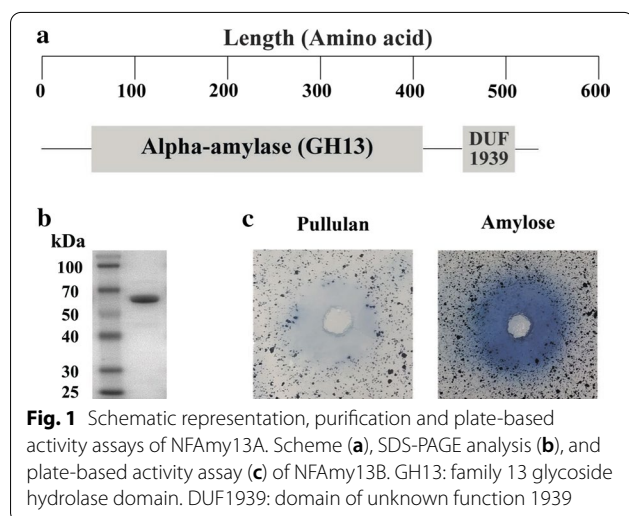 a
Length (Amino acid)
0 100 200 300 400 500 600
Alpha-amylase (GH13)
DUF
1939
b
kDa
100
70
50
40
30
25
c
Pullulan
Amylose
Fig. 1 Schematic representation, purification and plate-based
activity assays of NFAmy13A. Scheme (a), SDS-PAGE analysis (b), and
plate-based activity assay (c) of NFAmy13B. GH13: family 13 glycoside
hydrolase domain. DUF1939: domain of unknown function 1939